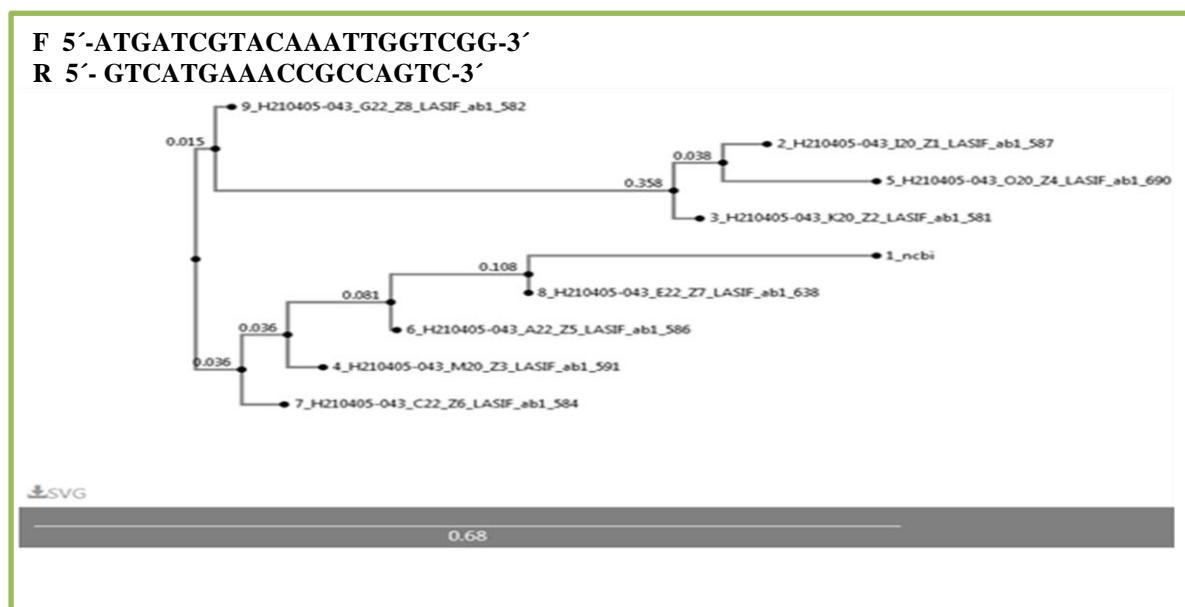 F 5´-ATGATCGTACAAATTGGTCGG-3´
R 5´- GTCATGAAACCGCCAGTC-3´
9_H210405-043_G22_Z8_LASIF_ab1_582
0.015
2_H210405-043_I20_Z1_LASIF_ab1_587
0.038
0.358
5_H210405-043_O20_Z4_LASIF_ab1_690
3_H210405-043_K20_Z2_LASIF_ab1_581
1_ncbi
0.108
8_H210405-043_E22_Z7_LASIF_ab1_638
0.081
6_H210405-043_A22_Z5_LASIF_ab1_586
0.036
0.036
4_H210405-043_M20_Z3_LASIF_ab1_591
7_H210405-043_C22_Z6_LASIF_ab1_584
SVG
0.68